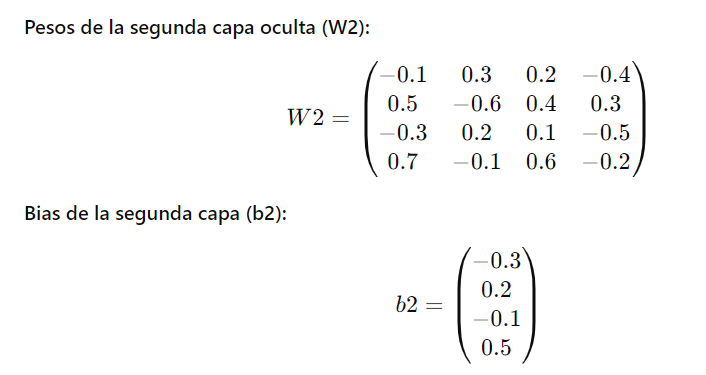 Pesos de la segunda capa oculta (W2):
−0.1 0.3 0.2 −0.4
0.5 −0.6 0.4 0.3
W2 =
−0.3 0.2 0.1 −0.5
0.7 −0.1 0.6 −0.2
Bias de la segunda capa (b2):
−0.3
0.2
b2 =
−0.1
0.5